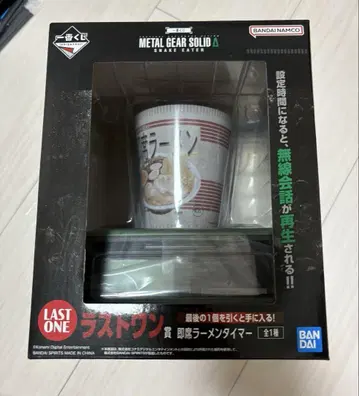 一番くじ
METAL GEAR SOLID Δ
SNAKE EATER
BANDAI NAMCO
ラーメン
設定時間になると、無線会話が再生される!!
LAST ONE
ラストワン賞
最後の1個を引くと手に入る!
即席ラーメンタイマー
全1種
©Konami Digital Entertainment
BANDAI SPIRITS MADE IN CHINA
BANDAI